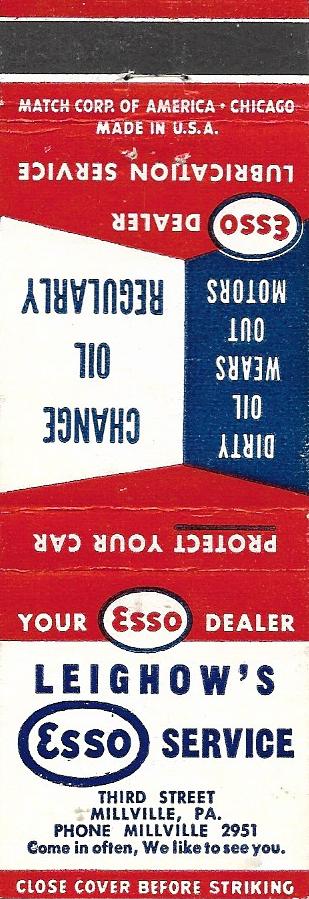 MATCH CORP. OF AMERICA • CHICAGO
MADE IN U.S.A.
PROTECT YOUR CAR
DIRTY
OIL
WEARS
OUT
MOTORS
CHANGE
OIL
REGULARLY
Esso DEALER
LUBRICATION SERVICE
YOUR Esso DEALER
LEIGHOW'S
Esso SERVICE
THIRD STREET
MILLVILLE, PA.
PHONE MILLVILLE 2951
Come in often, We like to see you.
CLOSE COVER BEFORE STRIKING